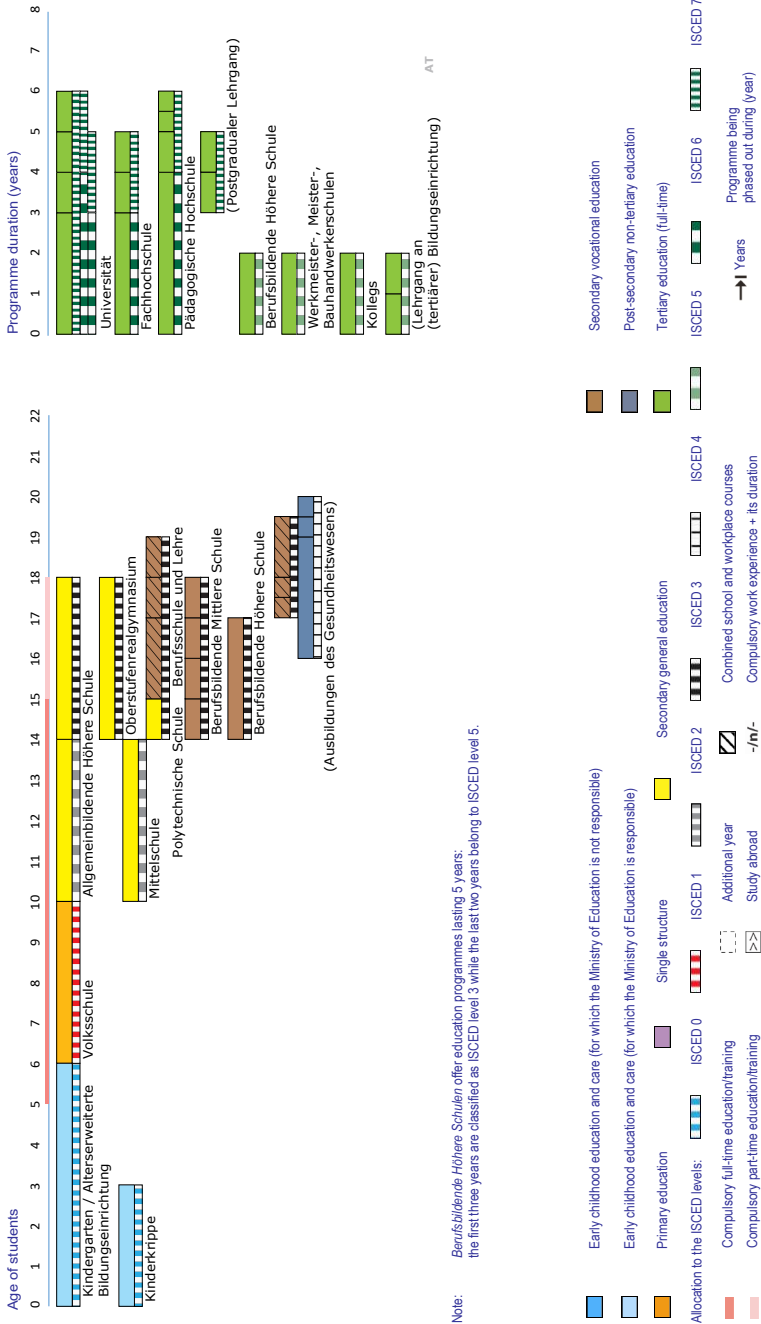 Age of students
Programme duration (years)
0 1 2 3 4 5 6 7 8 9 10 11 12 13 14 15 16 17 18 19 20 21 22
0 1 2 3 4 5 6 7 8
Kindergarten / Alterserweiterte
Bildungseinrichtung
Volksschule
Allgemeinbildende Höhere Schule
Kinderkrippe
Mittelschule
Oberstufenrealgymnasium
Polytechnische Schule
Berufsschule und Lehre
Berufsbildende Mittlere Schule
Berufsbildende Höhere Schule
(Ausbildungen des Gesundheitswesens)
Universität
Fachhochschule
Pädagogische Hochschule
(Postgradualer Lehrgang)
Berufsbildende Höhere Schule
Werkmeister-, Meister-,
Bauhandwerkerschulen
Kollegs
(Lehrgang an
(tertiärer) Bildungseinrichtung)
AT
Note:
Berufsbildende Höhere Schulen offer education programmes lasting 5 years:
the first three years are classified as ISCED level 3 while the last two years belong to ISCED level 5.
Early childhood education and care (for which the Ministry of Education is not responsible)
Secondary vocational education
Early childhood education and care (for which the Ministry of Education is responsible)
Post-secondary non-tertiary education
Primary education
Single structure
Secondary general education
Tertiary education (full-time)
Allocation to the ISCED levels:
ISCED 0
ISCED 1
ISCED 2
ISCED 3
ISCED 4
ISCED 5
ISCED 6
ISCED 7
Compulsory full-time education/training
Additional year
Combined school and workplace courses
Years
Programme being
phased out during (year)
Compulsory part-time education/training
>> Study abroad
-/n/- Compulsory work experience + its duration